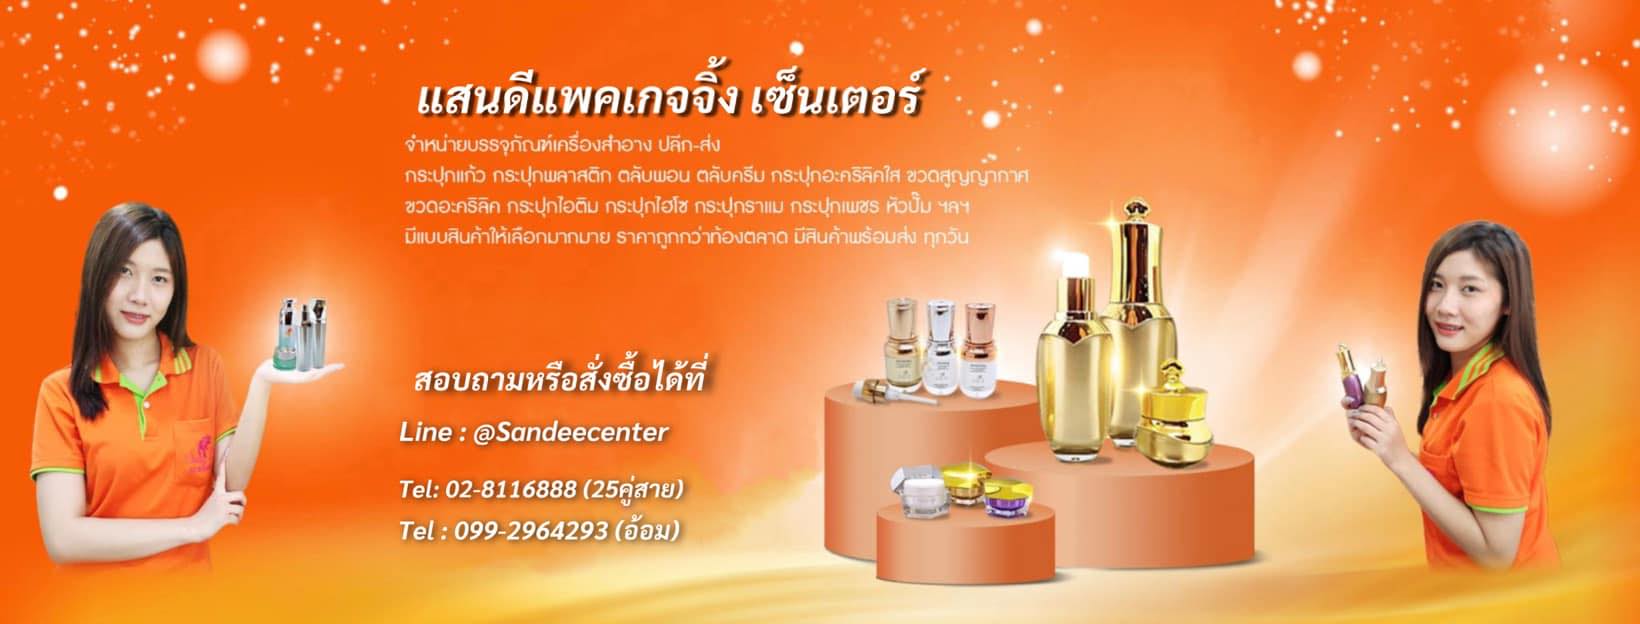 แสนดีแพคเกจจิ้ง เซ็นเตอร์
จำหน่ายบรรจุภัณฑ์เครื่องสำอาง ปลีก-ส่ง
กระปุกแก้ว กระปุกพลาสติก ตลับพอน ตลับครีม กระปุกอะคริลิคใส ขวดสูญญากาศ
ขวดอะคริลิค กระปุกไอติม กระปุกไฮโซ กระปุกราแม กระปุกเพชร หัวปั๊ม ฯลฯ
มีแบบสินค้าให้เลือกมากมาย ราคาถูกกว่าท้องตลาด มีสินค้าพร้อมส่ง ทุกวัน
สอบถามหรือสั่งซื้อได้ที่
Line : @Sandeecenter
Tel: 02-8116888 (25คู่สาย)
Tel : 099-2964293 (อ้อม)